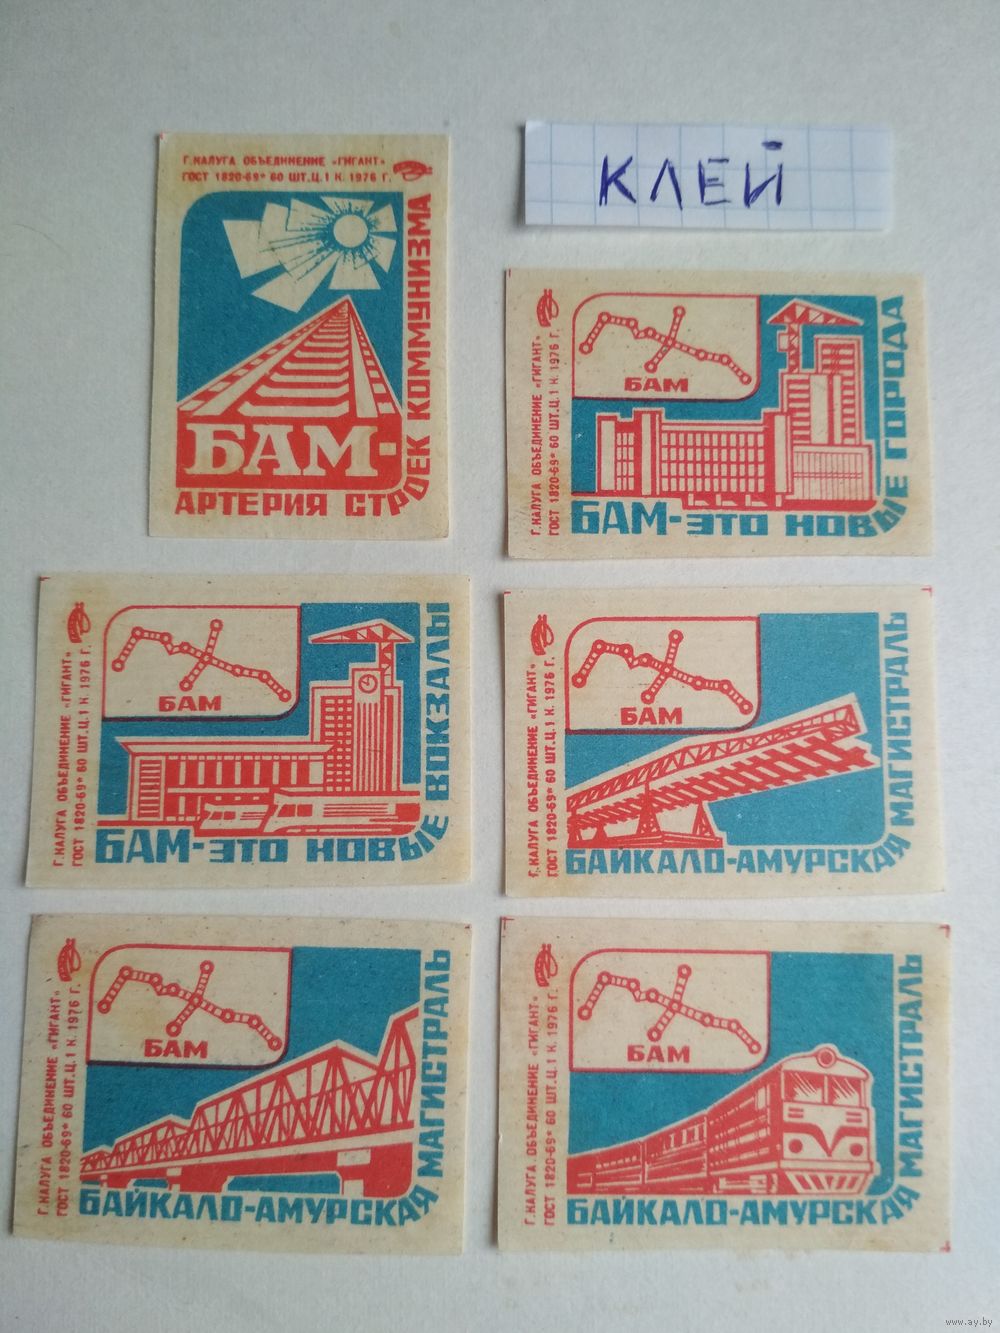 Г. КАЛУГА ОБЪЕДИНЕНИЕ «ГИГАНТ»
ГОСТ 1820-69* 60 ШТ. Ц. 1 К. 1976 Г.
БАМ-
АРТЕРИЯ СТРОЕК КОММУНИЗМА
КЛЕЙ
Г. КАЛУГА ОБЪЕДИНЕНИЕ «ГИГАНТ»
ГОСТ 1820-69* 60 ШТ. Ц. 1 К. 1976 Г.
БАМ
БАМ-ЭТО НОВЫЕ ГОРОДА
Г. КАЛУГА ОБЪЕДИНЕНИЕ «ГИГАНТ»
ГОСТ 1820-69* 60 ШТ. Ц. 1 К. 1976 Г.
БАМ
БАМ-ЭТО НОВЫЕ ВОКЗАЛЫ
Г. КАЛУГА ОБЪЕДИНЕНИЕ «ГИГАНТ»
ГОСТ 1820-69* 60 ШТ. Ц. 1 К. 1976 Г.
БАМ
БАЙКАЛО-АМУРСКАЯ МАГИСТРАЛЬ
Г. КАЛУГА ОБЪЕДИНЕНИЕ «ГИГАНТ»
ГОСТ 1820-69* 60 ШТ. Ц. 1 К. 1976 Г.
БАМ
БАЙКАЛО-АМУРСКАЯ МАГИСТРАЛЬ
Г. КАЛУГА ОБЪЕДИНЕНИЕ «ГИГАНТ»
ГОСТ 1820-69* 60 ШТ. Ц. 1 К. 1976 Г.
БАМ
БАЙКАЛО-АМУРСКАЯ МАГИСТРАЛЬ
www.ay.by